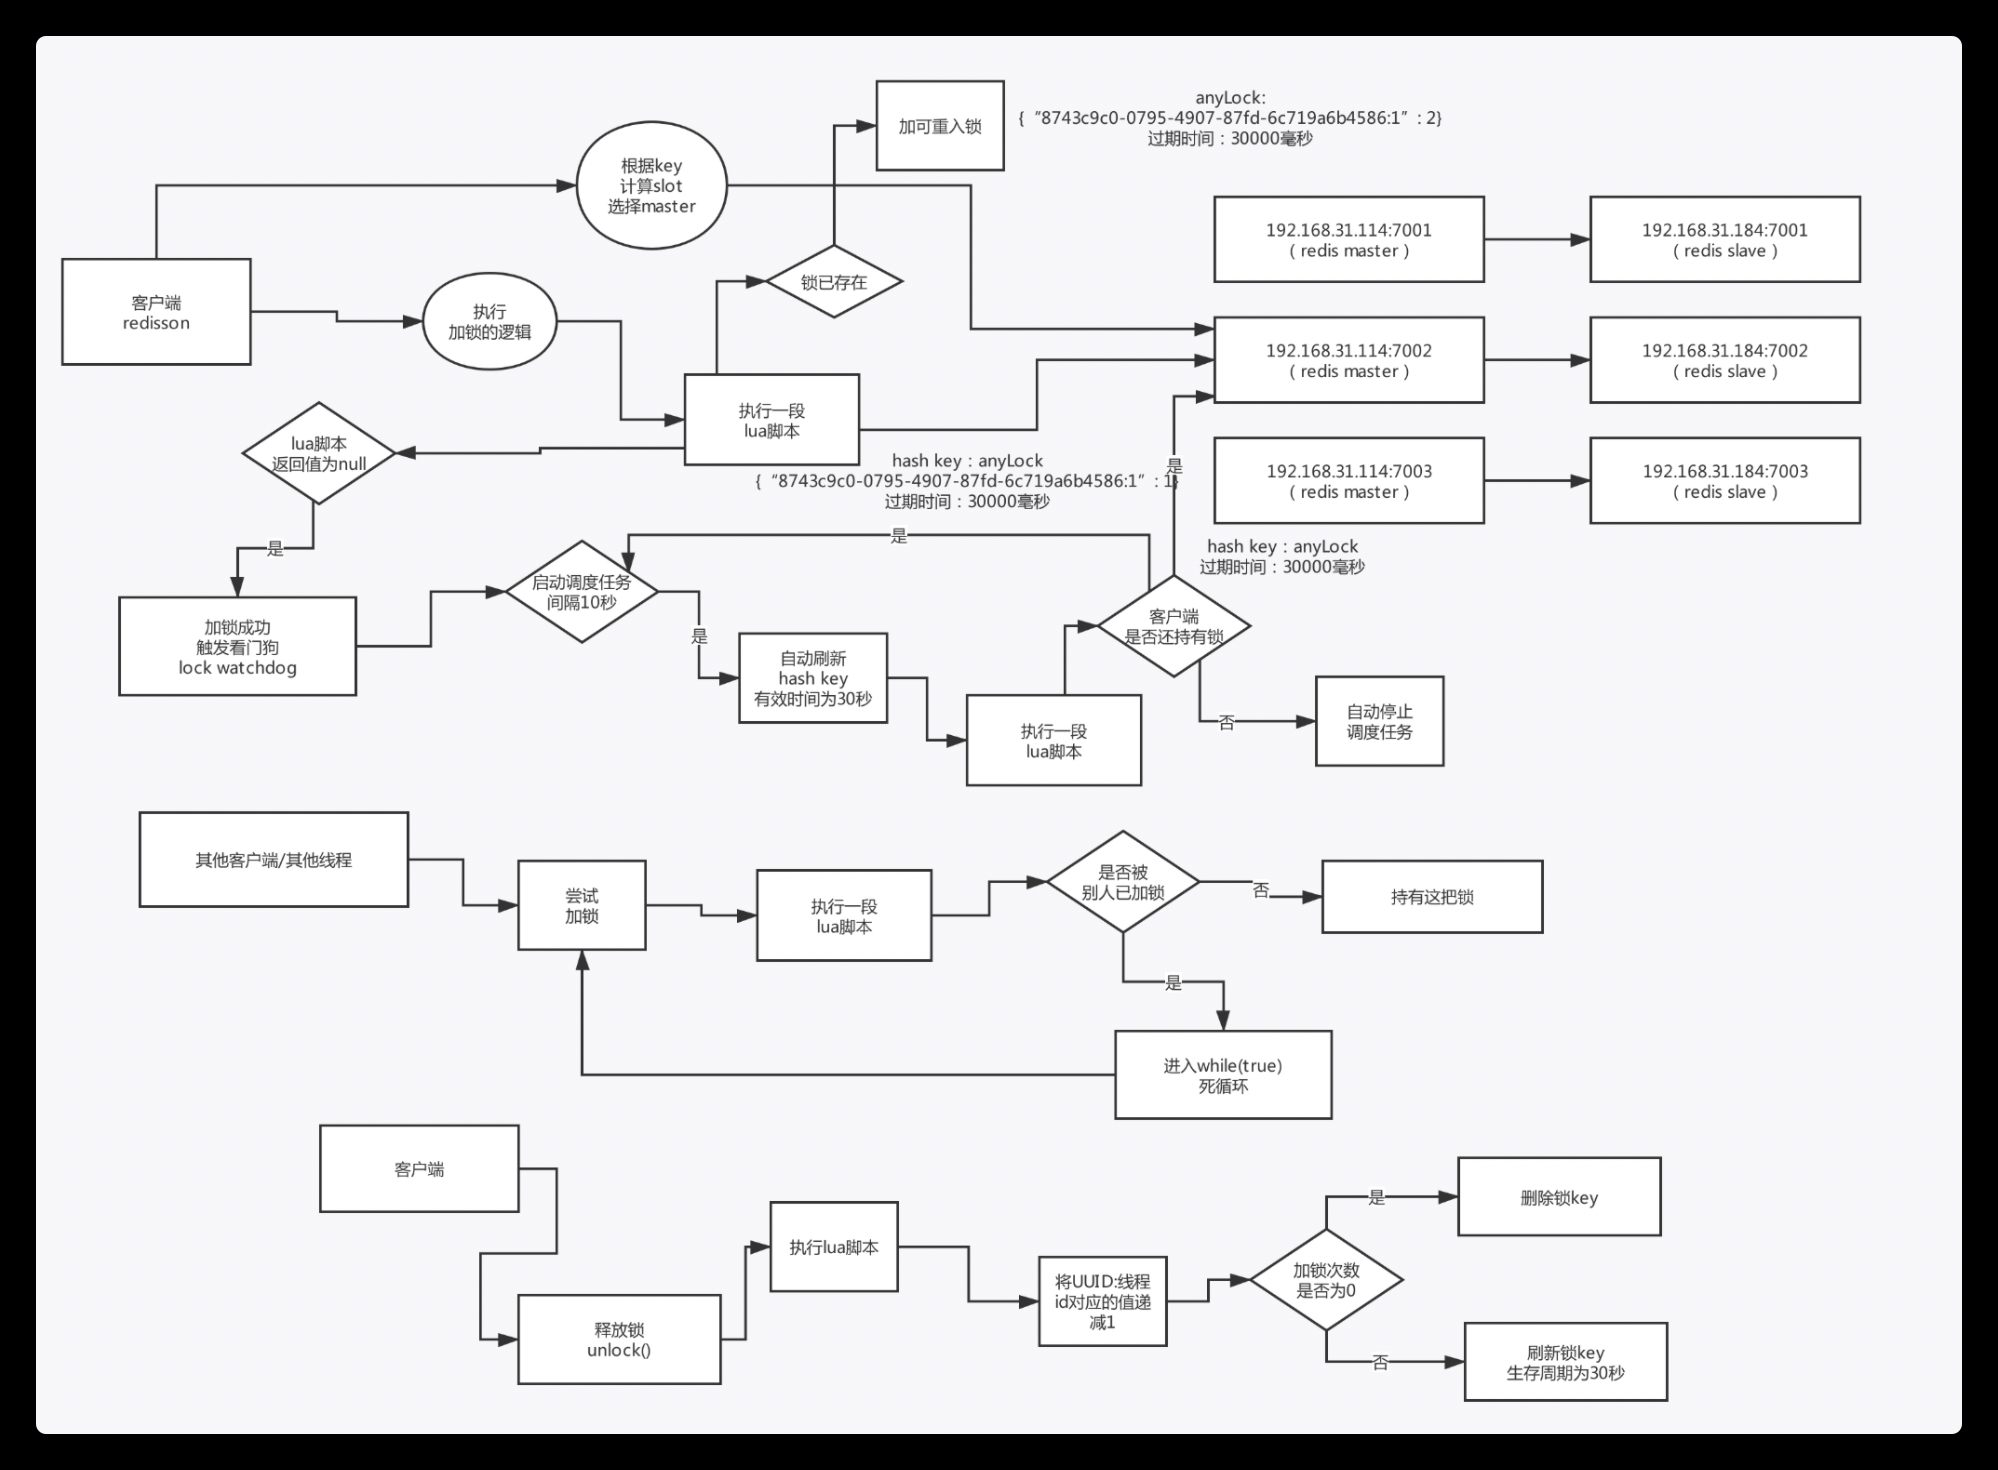 加可重入锁
anyLock:
{ “8743c9c0-0795-4907-87fd-6c719a6b4586:1” : 2}
过期时间：30000毫秒
根据key
计算slot
选择master
192.168.31.114:7001
( redis master )
192.168.31.184:7001
( redis slave )
客户端
redisson
执行
加锁的逻辑
锁已存在
192.168.31.114:7002
( redis master )
192.168.31.184:7002
( redis slave )
执行一段
lua脚本
lua脚本
返回值为null
hash key：anyLock
{ “8743c9c0-0795-4907-87fd-6c719a6b4586:1” : 1}
过期时间：30000毫秒
是
192.168.31.114:7003
( redis master )
192.168.31.184:7003
( redis slave )
是
是
hash key：anyLock
过期时间：30000毫秒
启动调度任务
间隔10秒
加锁成功
触发看门狗
lock watchdog
是
自动刷新
hash key
有效时间为30秒
客户端
是否还持有锁
执行一段
lua脚本
否
自动停止
调度任务
其他客户端/其他线程
尝试
加锁
执行一段
lua脚本
是否被
别人已加锁
否
持有这把锁
是
进入while(true)
死循环
客户端
释放锁
unlock()
执行lua脚本
将UUID:线程
id对应的值递
减1
加锁次数
是否为0
是
删除锁key
否
刷新锁key
生存周期为30秒